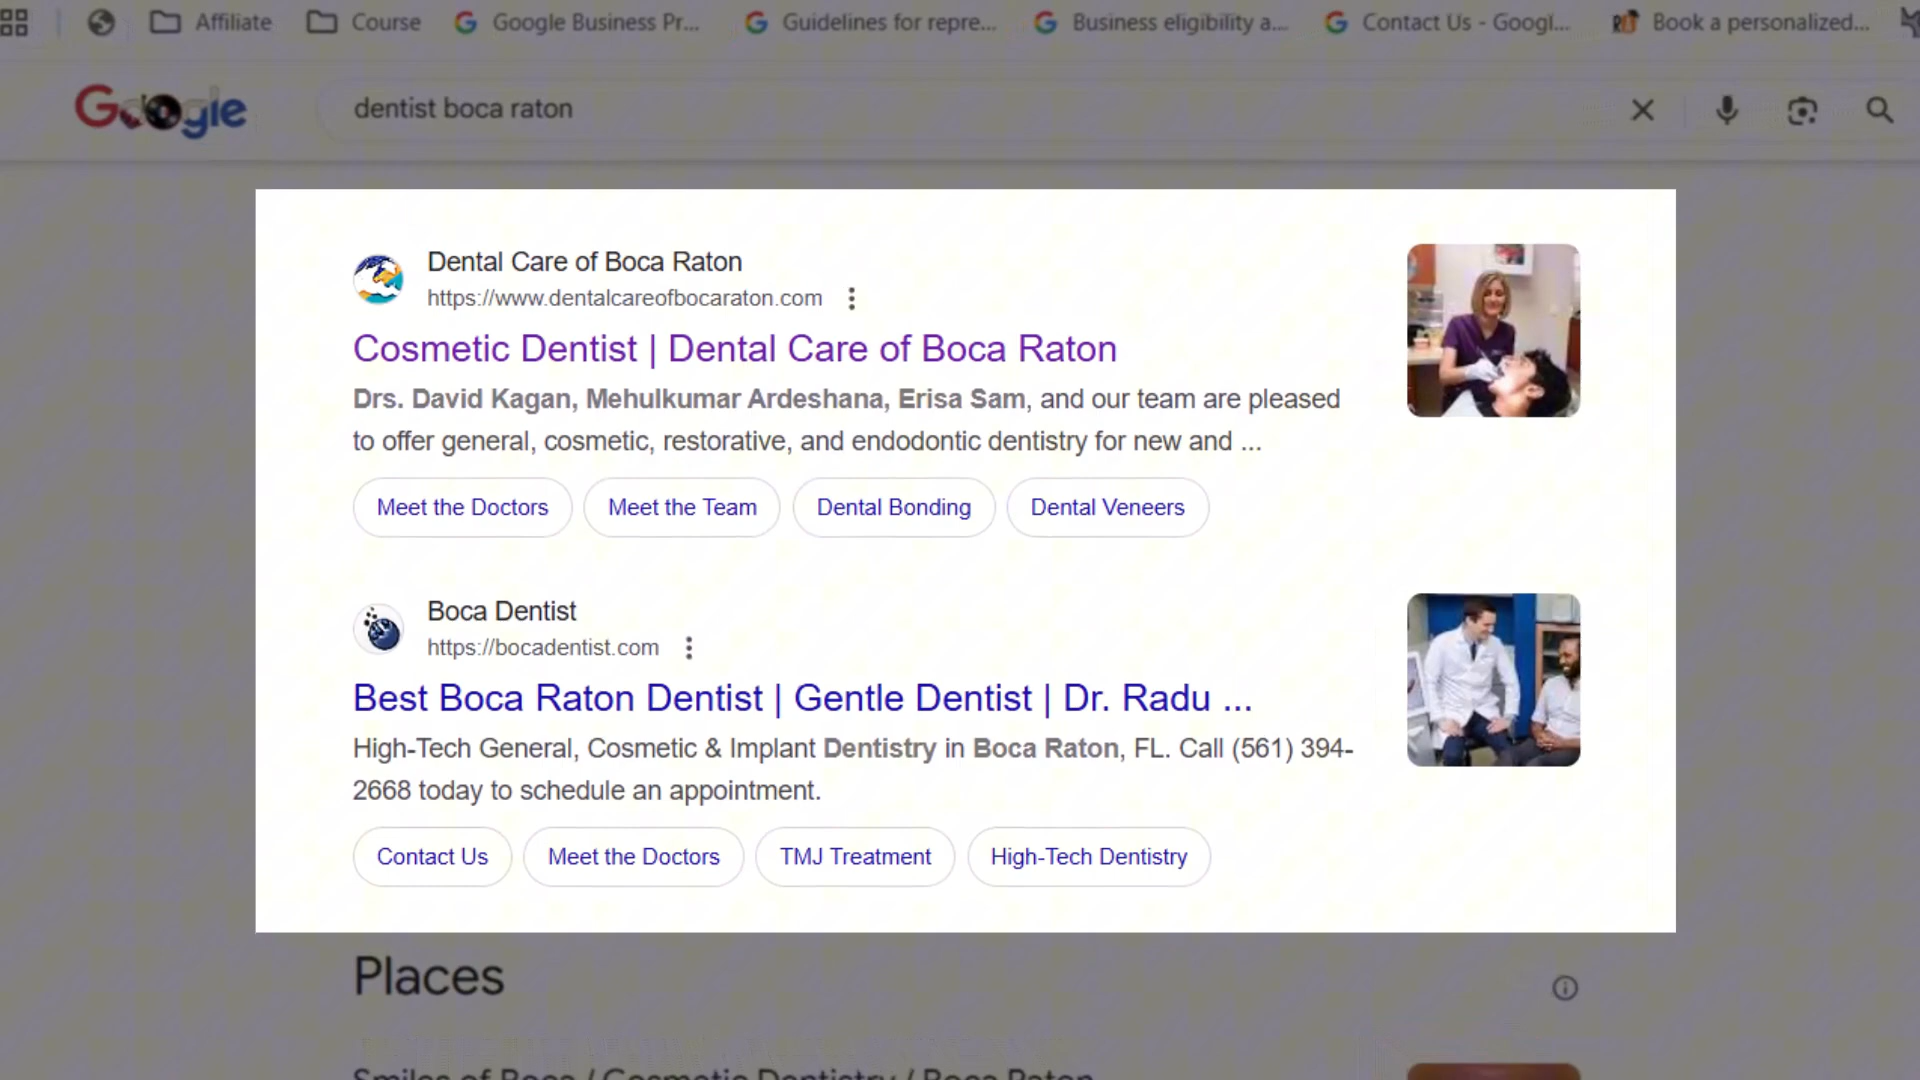 Affiliate Course Google Business Pr... Guidelines for repre... Business eligibility a... Contact Us - Googl... Book a personalized...
Google dentist boca raton
Dental Care of Boca Raton
https://www.dentalcareofbocaraton.com
Cosmetic Dentist | Dental Care of Boca Raton
Drs. David Kagan, Mehulkumar Ardeshana, Erisa Sam, and our team are pleased
to offer general, cosmetic, restorative, and endodontic dentistry for new and ...
Meet the Doctors Meet the Team Dental Bonding Dental Veneers
Boca Dentist
https://bocadentist.com
Best Boca Raton Dentist | Gentle Dentist | Dr. Radu ...
High-Tech General, Cosmetic & Implant Dentistry in Boca Raton, FL. Call (561) 394-
2668 today to schedule an appointment.
Contact Us Meet the Doctors TMJ Treatment High-Tech Dentistry
Places
Smiles of Boca / Cosmetic Dentistry / Boca Raton